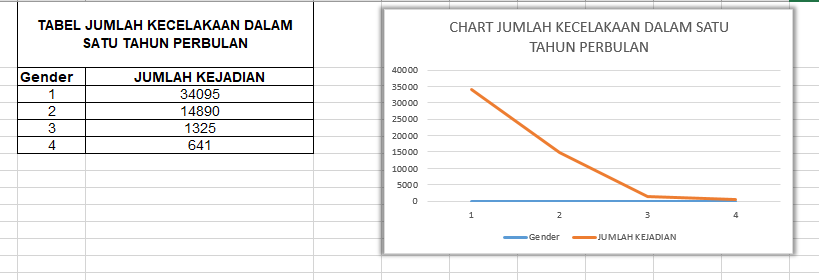 TABEL JUMLAH KECELAKAAN DALAM
SATU TAHUN PERBULAN
Gender JUMLAH KEJADIAN
1 34095
2 14890
3 1325
4 641
CHART JUMLAH KECELAKAAN DALAM SATU
TAHUN PERBULAN
40000
35000
30000
25000
20000
15000
10000
5000
0
1 2 3 4
Gender JUMLAH KEJADIAN